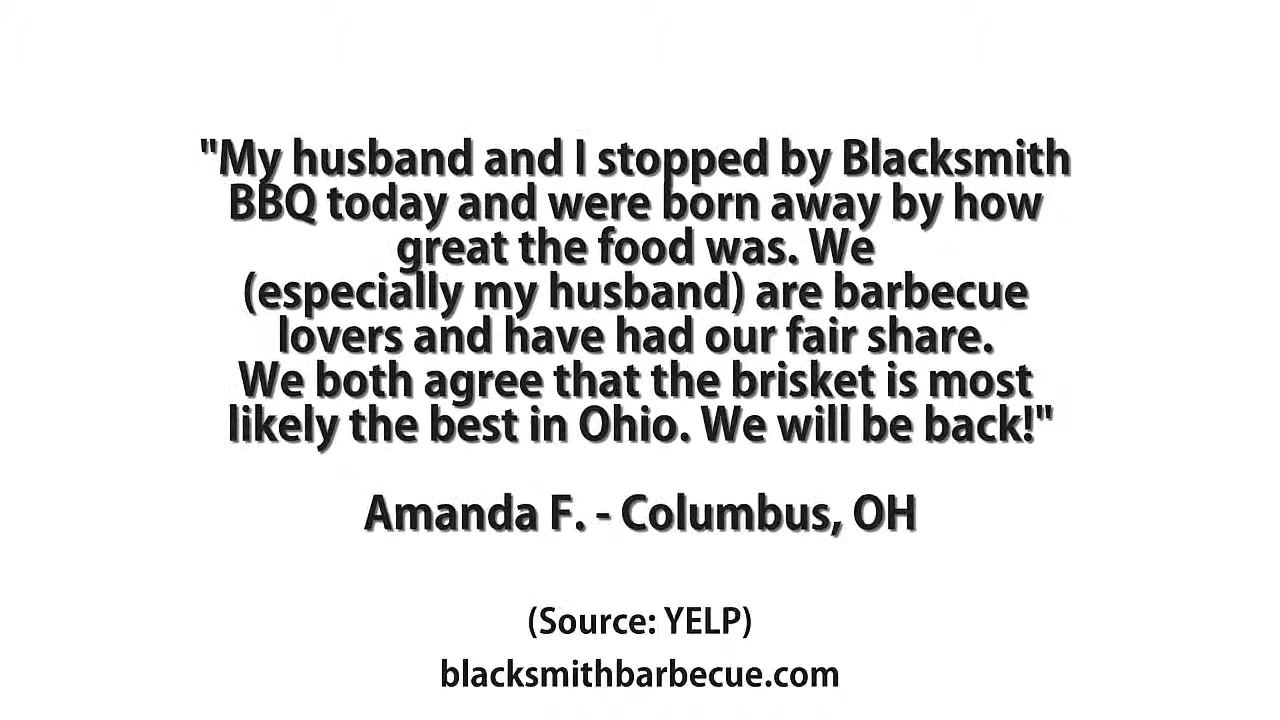 "My husband and I stopped by Blacksmith
BBQ today and were born away by how
great the food was. We
(especially my husband) are barbecue
lovers and have had our fair share.
We both agree that the brisket is most
likely the best in Ohio. We will be back!"
Amanda F. - Columbus, OH
(Source: YELP)
blacksmithbarbecue.com